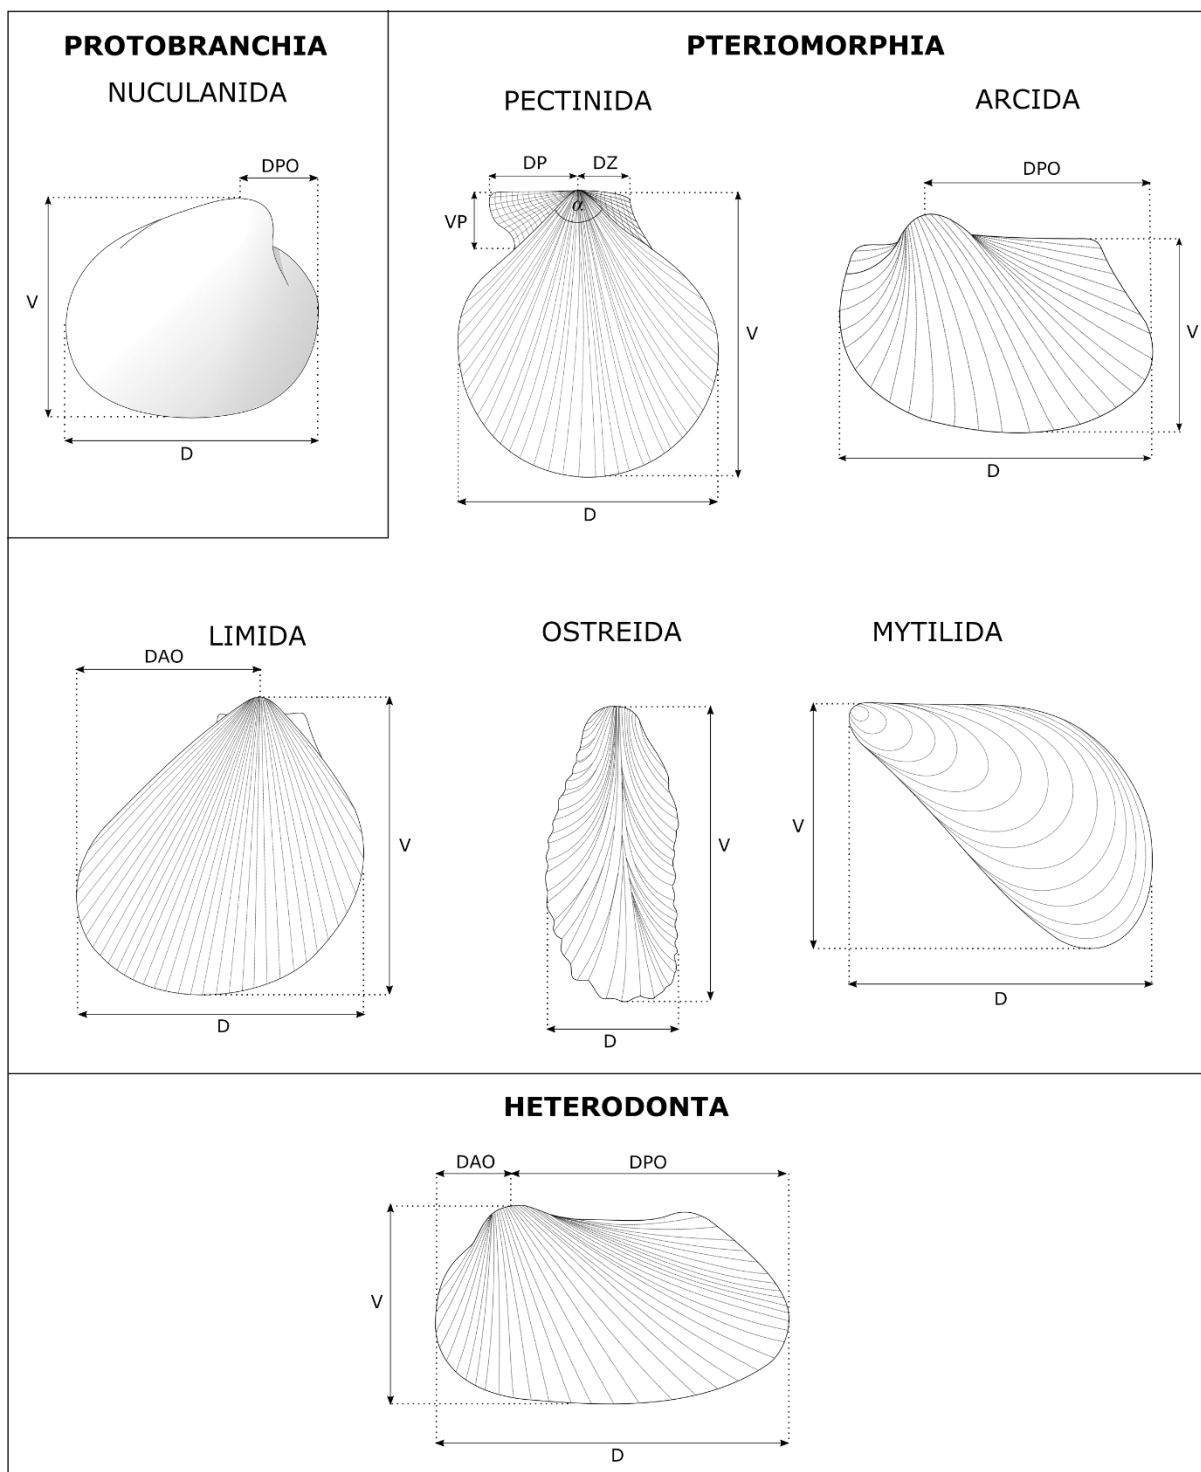 PROTOBRANCHIA
NUCULANIDA
DPO
V
D
PTERIOMORPHIA
PECTINIDA
DP DZ
VP
α
V
D
ARCIDA
DPO
V
D
LIMIDA
DAO
V
D
OSTREIDA
V
D
MYTILIDA
V
D
HETERODONTA
DAO DPO
V
D